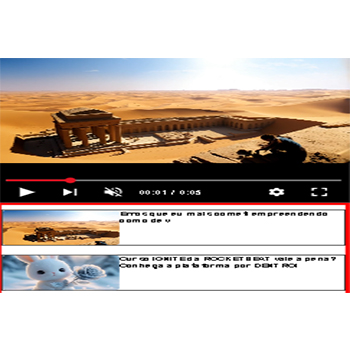 00:01 / 0:05
Erros que eu mais cometi empreendendo
como dev
Curso IGNITE da ROCKETSEAT vale a pena?
Conheça a plataforma por DENTRO!